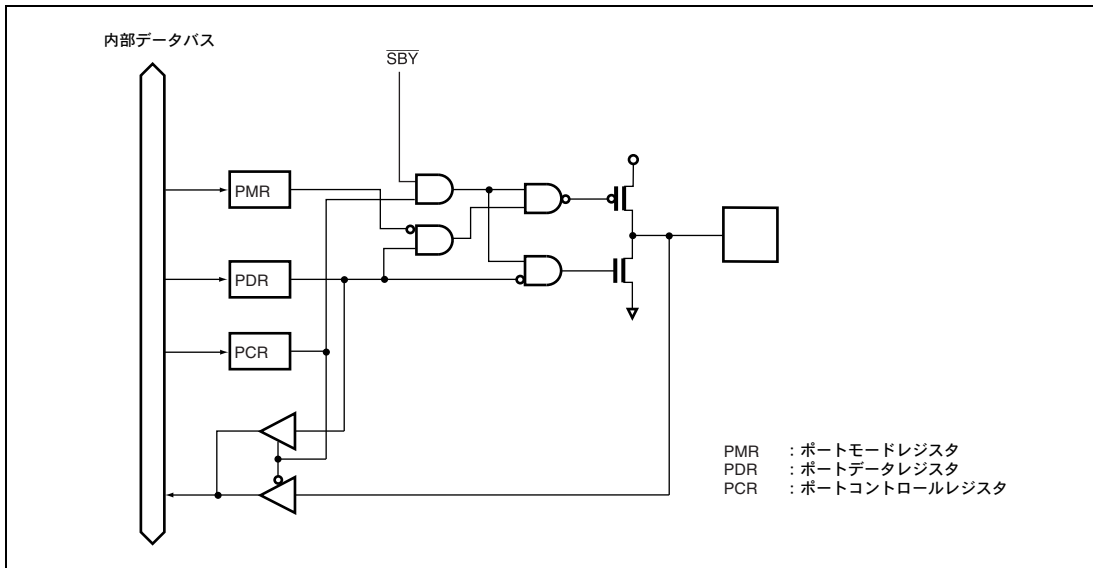 内部データバス
SBY
PMR
PDR
PCR
PMR : ポートモードレジスタ
PDR : ポートデータレジスタ
PCR : ポートコントロールレジスタ